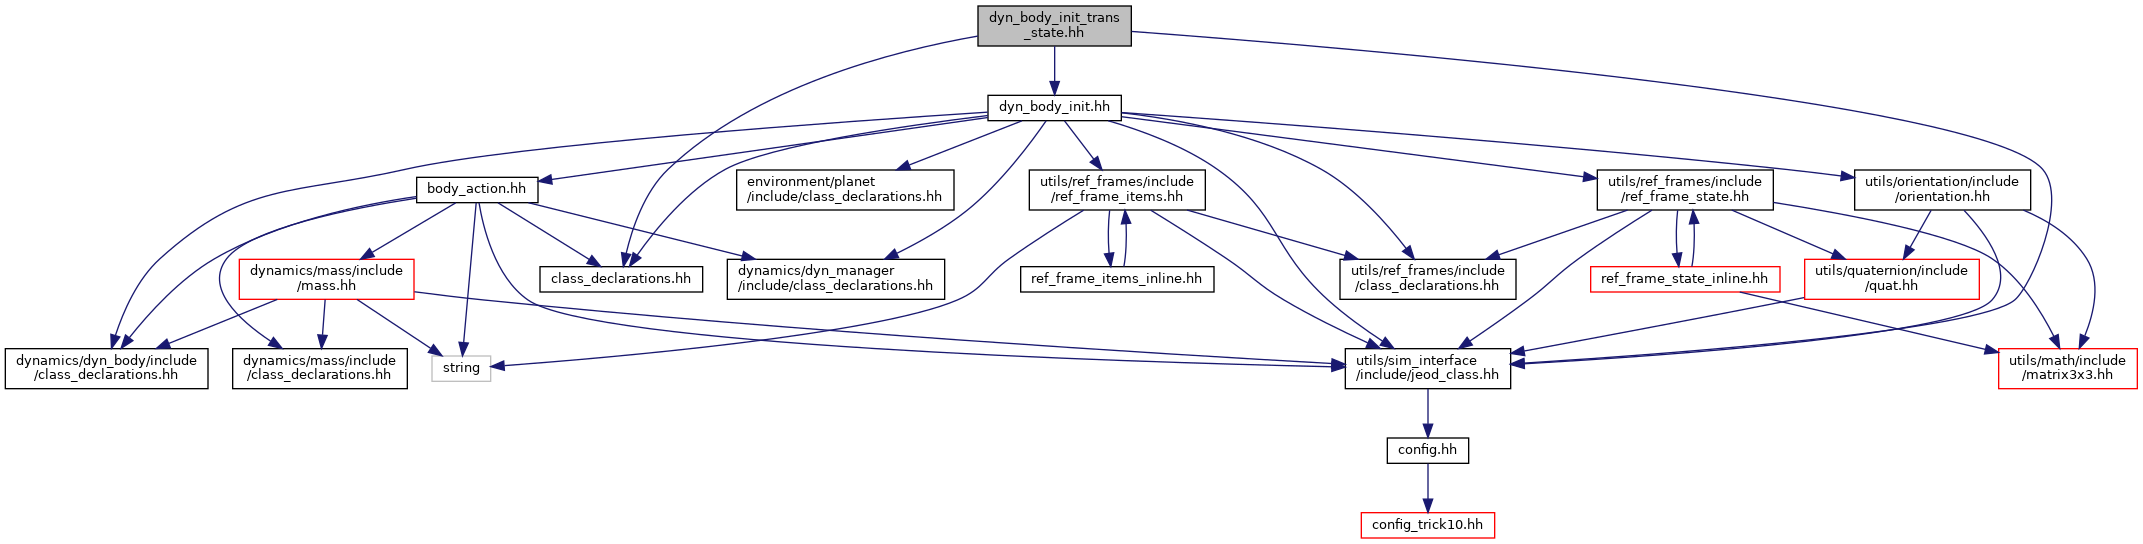 dyn_body_init_trans
_state.hh
dyn_body_init.hh
body_action.hh
environment/planet
/include/class_declarations.hh
utils/ref_frames/include
/ref_frame_items.hh
utils/ref_frames/include
/ref_frame_state.hh
utils/orientation/include
/orientation.hh
dynamics/mass/include
/mass.hh
class_declarations.hh
dynamics/dyn_manager
/include/class_declarations.hh
ref_frame_items_inline.hh
utils/ref_frames/include
/class_declarations.hh
ref_frame_state_inline.hh
utils/quaternion/include
/quat.hh
dynamics/dyn_body/include
/class_declarations.hh
dynamics/mass/include
/class_declarations.hh
string
utils/sim_interface
/include/jeod_class.hh
utils/math/include
/matrix3x3.hh
config.hh
config_trick10.hh